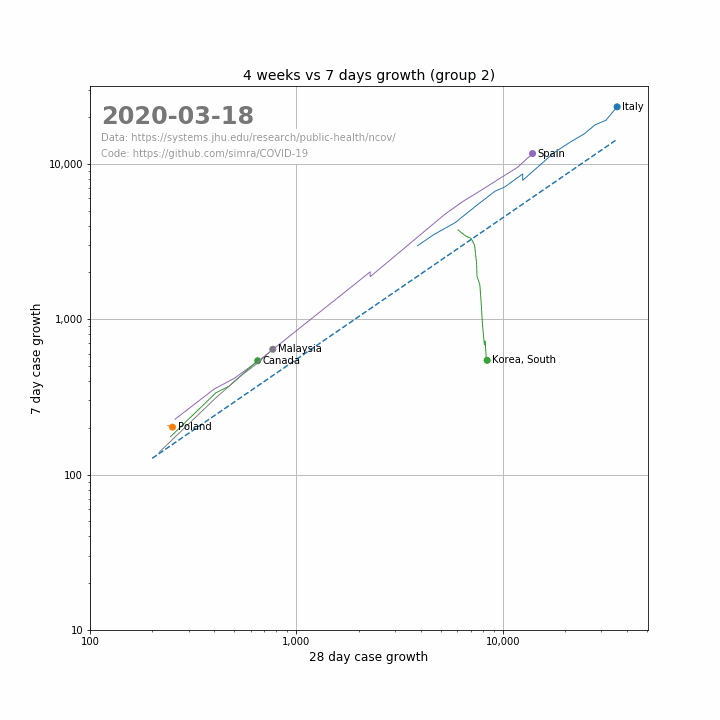 4 weeks vs 7 days growth (group 2)
2020-03-18
Data: https://systems.jhu.edu/research/public-health/ncov/
Code: https://github.com/simra/COVID-19
Italy
Spain
10,000
7 day case growth
1,000
Malaysia
Canada
Korea, South
Poland
100
10
100
1,000
10,000
28 day case growth